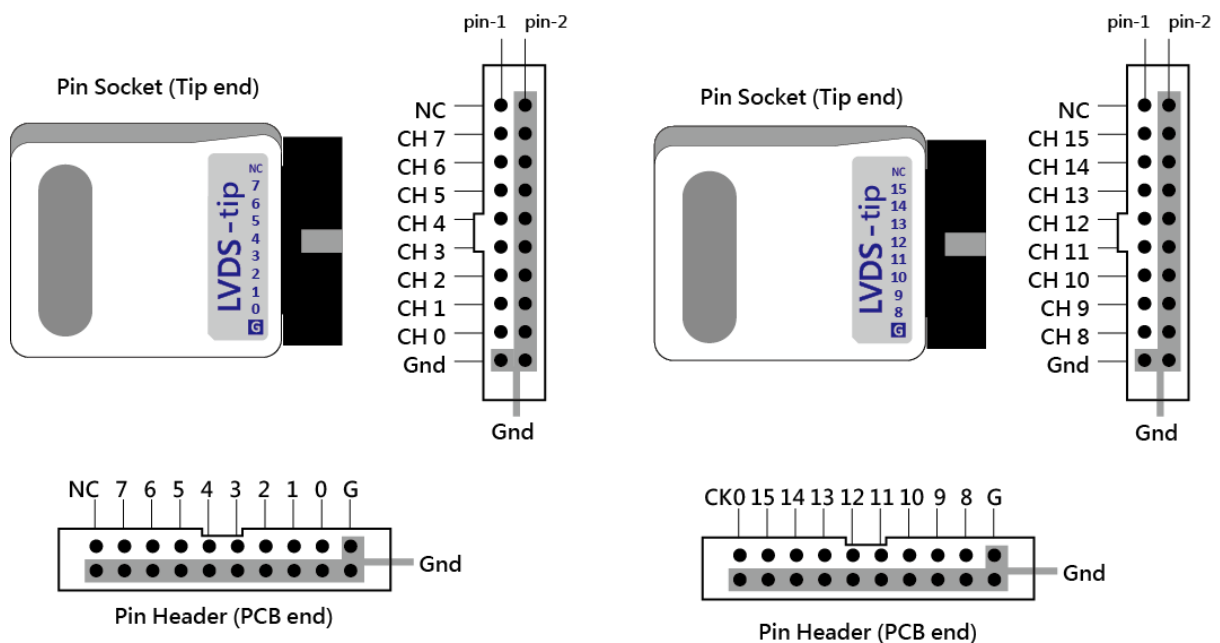 pin-1 pin-2
Pin Socket (Tip end)
NC
CH 7
CH 6
CH 5
CH 4
CH 3
CH 2
CH 1
CH 0
Gnd
Gnd
LVDS-tip
NC
7
6
5
4
3
2
1
0
G
NC 7 6 5 4 3 2 1 0 G
Gnd
Pin Header (PCB end)
pin-1 pin-2
Pin Socket (Tip end)
NC
CH 15
CH 14
CH 13
CH 12
CH 11
CH 10
CH 9
CH 8
Gnd
Gnd
LVDS-tip
NC
15
14
13
12
11
10
9
8
G
CK0 15 14 13 12 11 10 9 8 G
Gnd
Pin Header (PCB end)